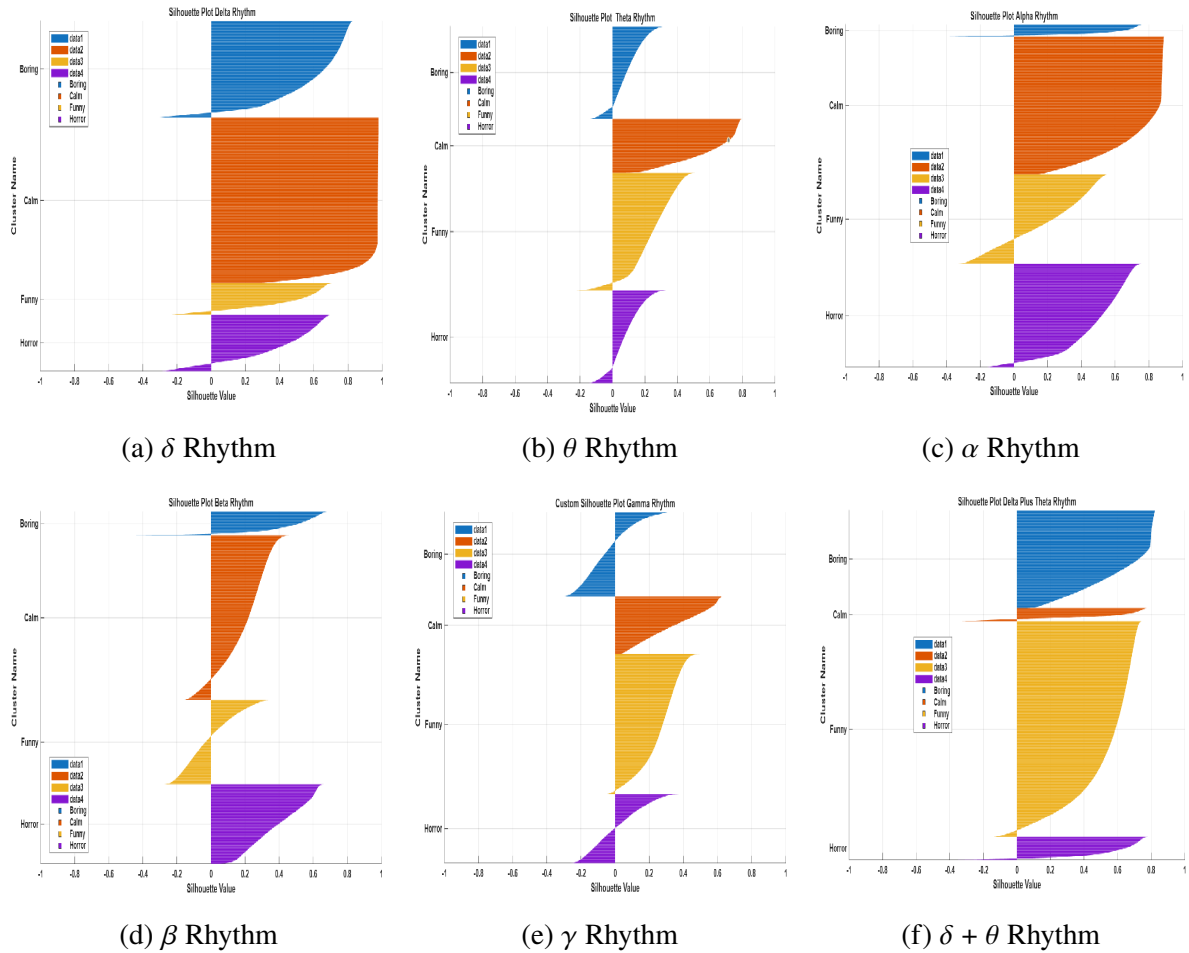 Silhouette Plot Delta Rhythm
data1
data2
data3
data4
Boring
Calm
Funny
Horror
Boring
Calm
Funny
Horror
Cluster Name
-1 -0.8 -0.6 -0.4 -0.2 0 0.2 0.4 0.6 0.8 1
Silhouette Value
(a) δ Rhythm
Silhouette Plot Theta Rhythm
data1
data2
data3
data4
Boring
Calm
Funny
Horror
Boring
Calm
Funny
Horror
Cluster Name
-1 -0.8 -0.6 -0.4 -0.2 0 0.2 0.4 0.6 0.8 1
Silhouette Value
(b) θ Rhythm
Silhouette Plot Alpha Rhythm
data1
data2
data3
data4
Boring
Calm
Funny
Horror
Boring
Calm
Funny
Horror
Cluster Name
-1 -0.8 -0.6 -0.4 -0.2 0 0.2 0.4 0.6 0.8 1
Silhouette Value
(c) α Rhythm
Silhouette Plot Beta Rhythm
Boring
Calm
Funny
Horror
data1
data2
data3
data4
Boring
Calm
Funny
Horror
Cluster Name
-1 -0.8 -0.6 -0.4 -0.2 0 0.2 0.4 0.6 0.8 1
Silhouette Value
(d) β Rhythm
Custom Silhouette Plot Gamma Rhythm
data1
data2
data3
data4
Boring
Calm
Funny
Horror
Boring
Calm
Funny
Horror
Cluster Name
-1 -0.8 -0.6 -0.4 -0.2 0 0.2 0.4 0.6 0.8 1
Silhouette Value
(e) γ Rhythm
Silhouette Plot Delta Plus Theta Rhythm
Boring
Calm
Funny
Horror
data1
data2
data3
data4
Boring
Calm
Funny
Horror
Cluster Name
-1 -0.8 -0.6 -0.4 -0.2 0 0.2 0.4 0.6 0.8 1
Silhouette Value
(f) δ + θ Rhythm